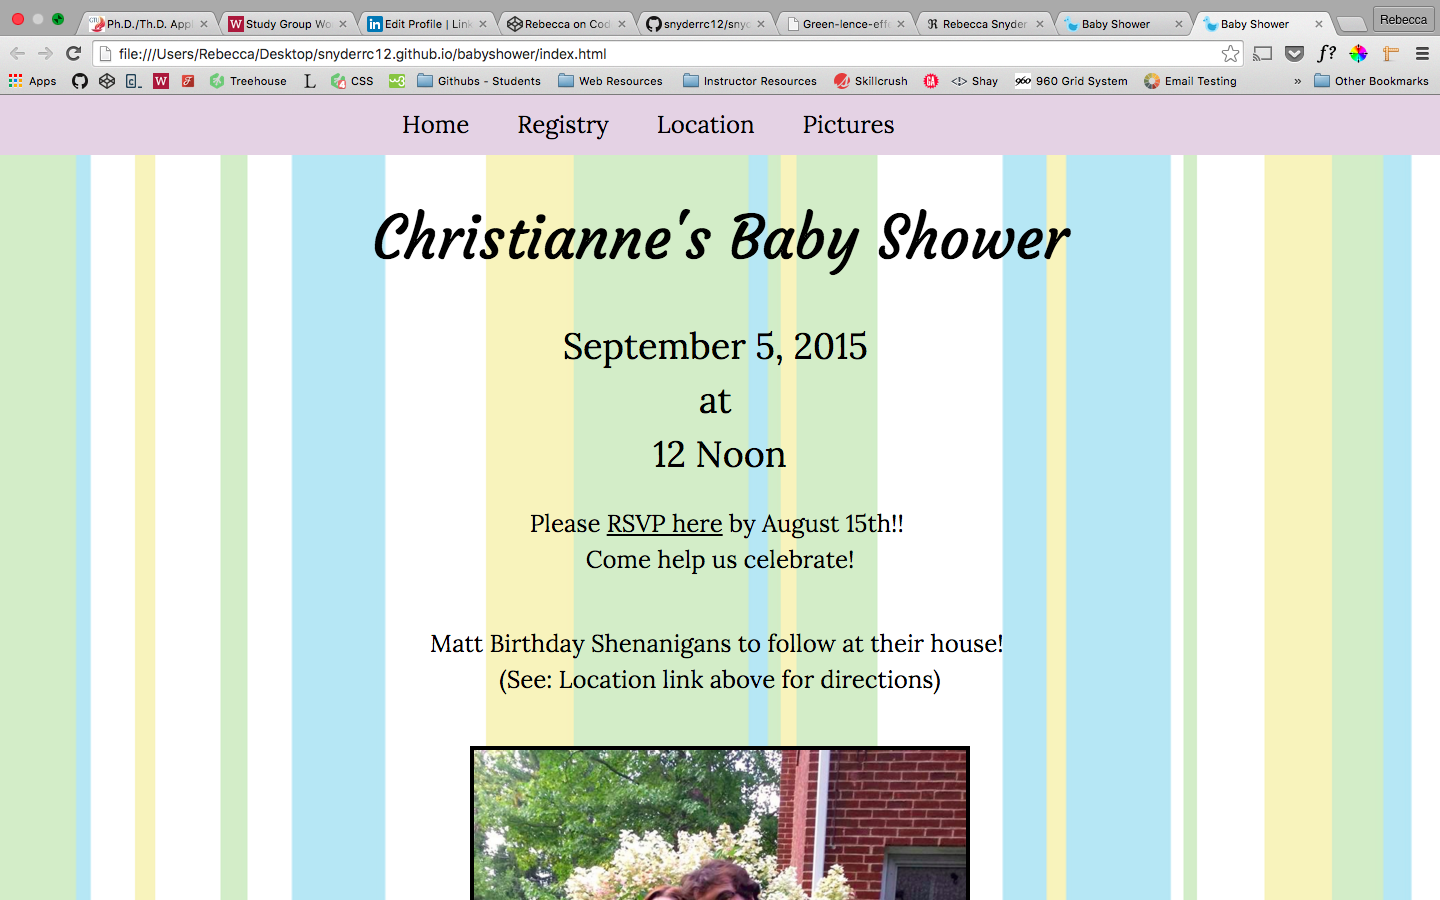 Ph.D./Th.D. Appl
Study Group Wo
Edit Profile | Link
Rebecca on Cod
snyderrc12/snyc
Green-lence-effe
Rebecca Snyder
Baby Shower
Baby Shower
Rebecca
file:///Users/Rebecca/Desktop/snyderrc12.github.io/babyshower/index.html
Apps
Treehouse
CSS
Githubs - Students
Web Resources
Instructor Resources
Skillcrush
Shay
960 Grid System
Email Testing
»
Other Bookmarks
Home Registry Location Pictures
Christianne's Baby Shower
September 5, 2015
at
12 Noon
Please RSVP here by August 15th!!
Come help us celebrate!
Matt Birthday Shenanigans to follow at their house!
(See: Location link above for directions)